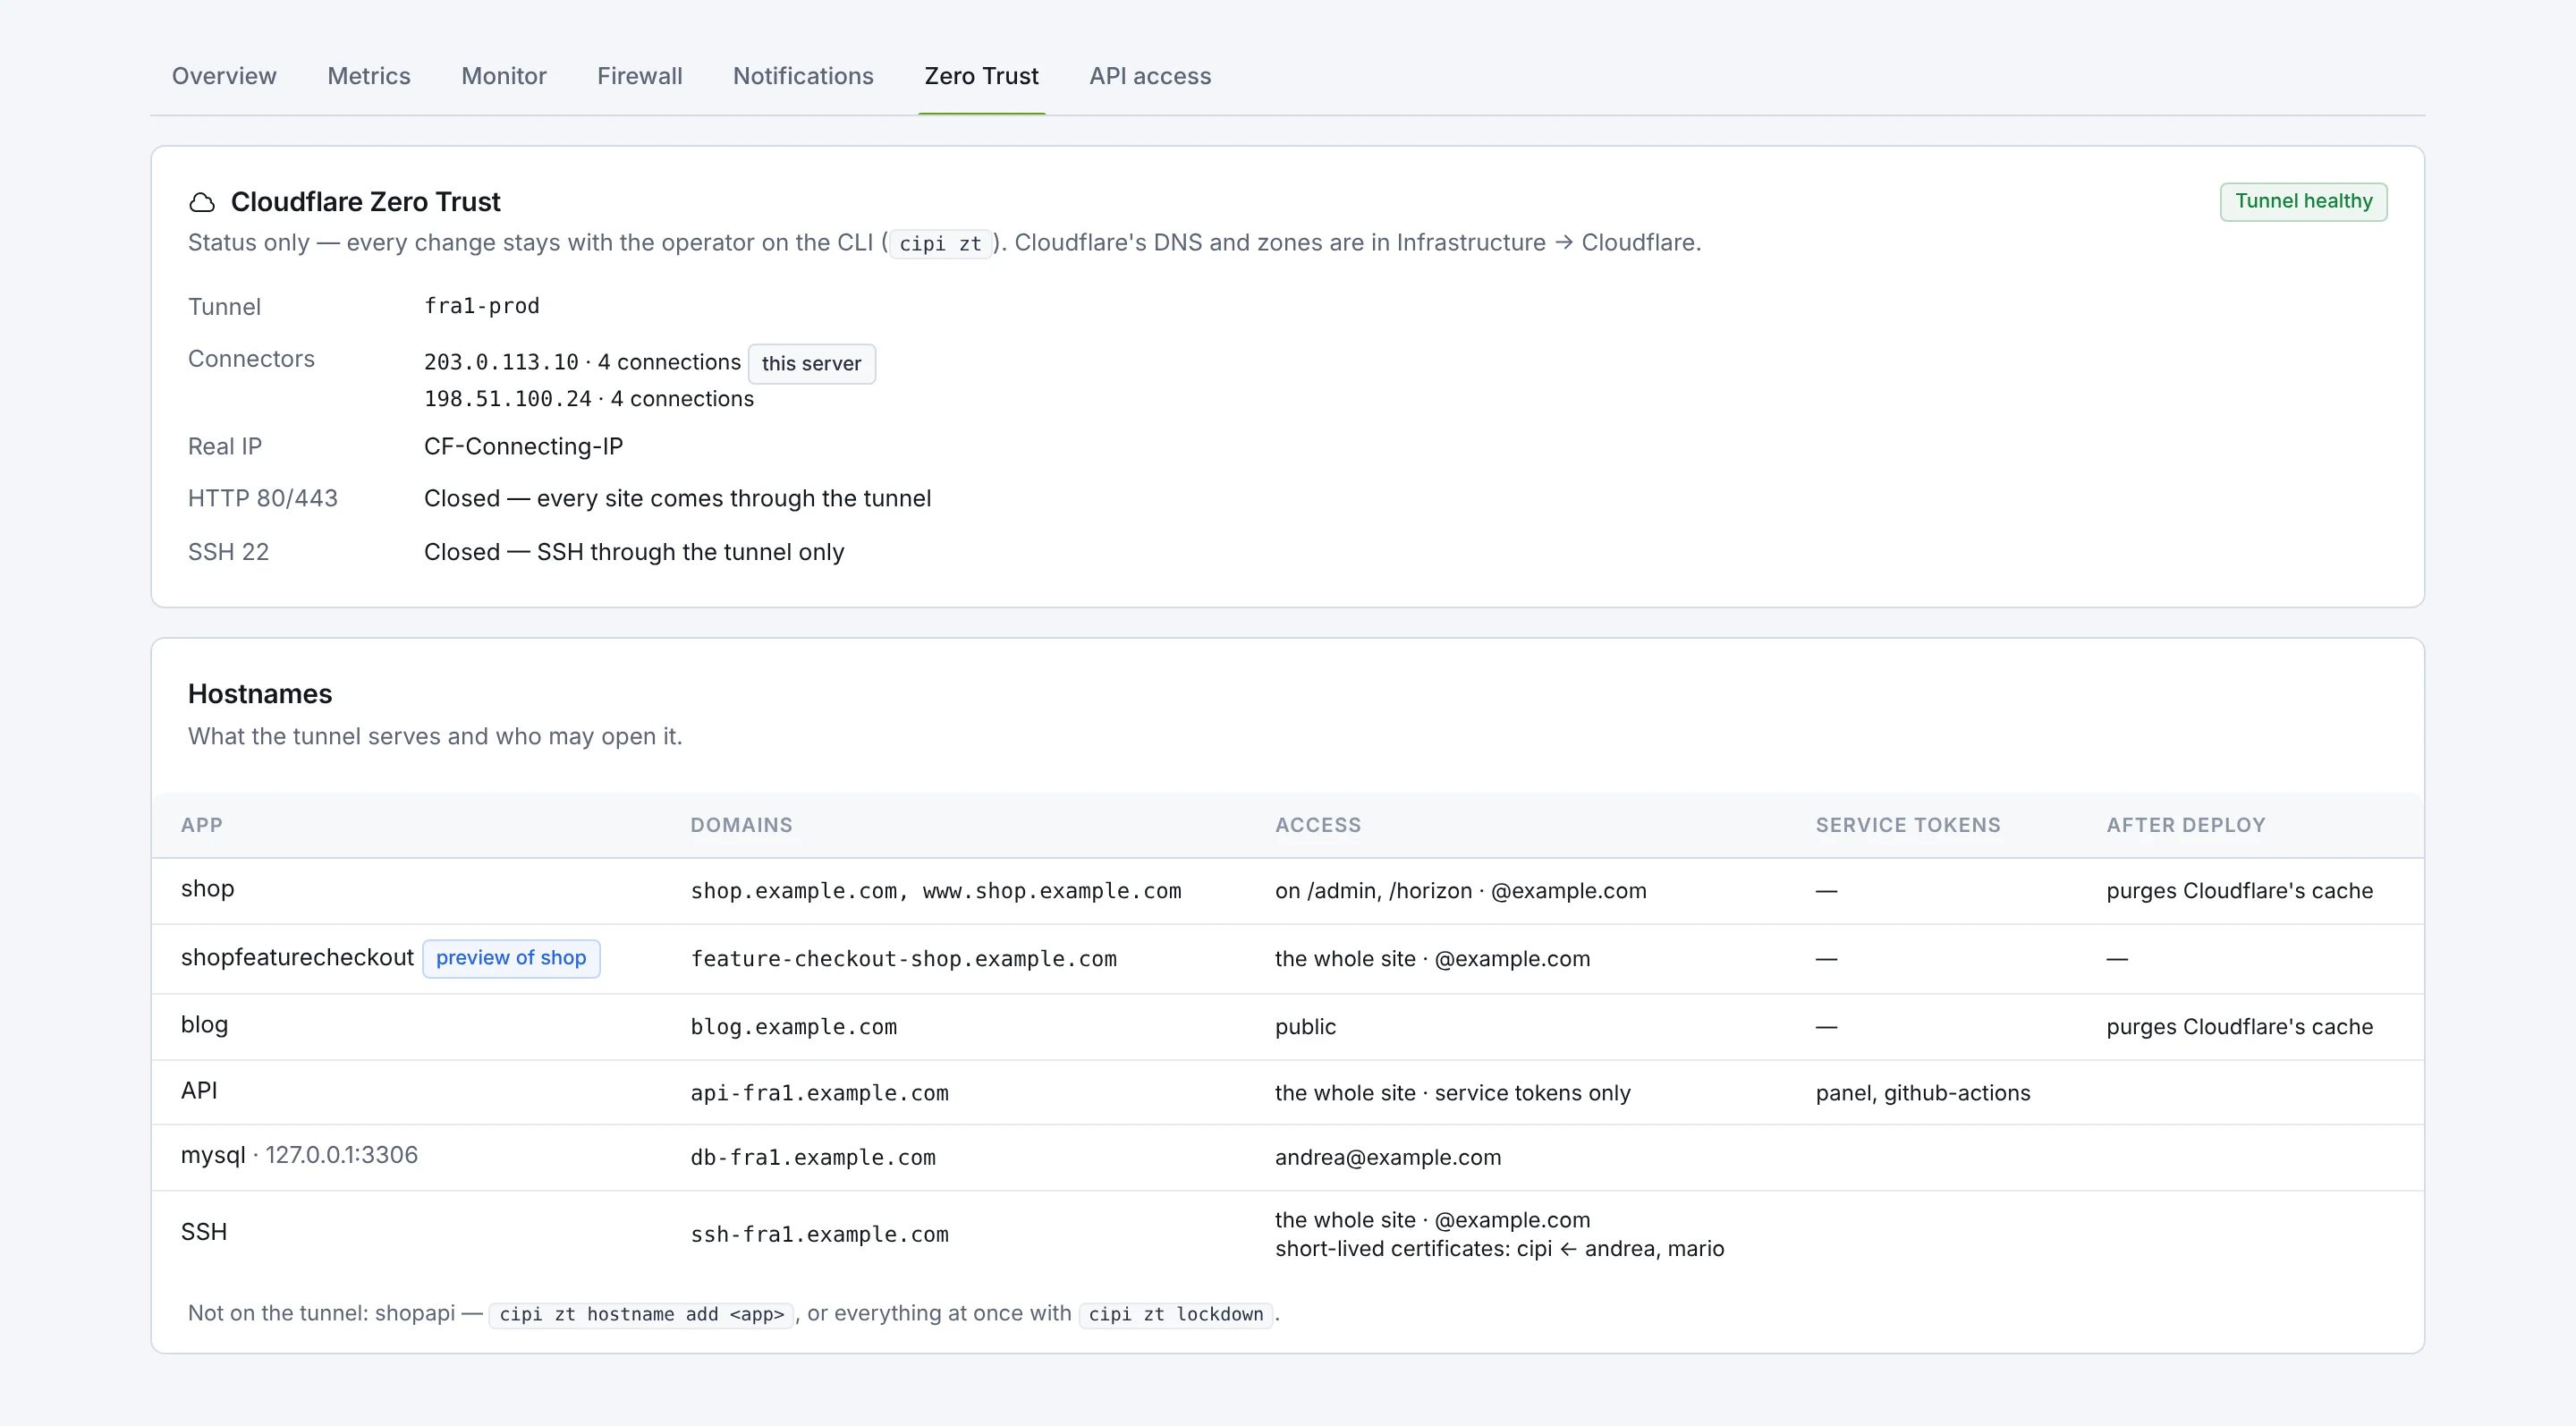 Overview Metrics Monitor Firewall Notifications Zero Trust API access
Cloudflare Zero Trust Tunnel healthy
Status only — every change stays with the operator on the CLI (cipi zt). Cloudflare's DNS and zones are in Infrastructure → Cloudflare.
Tunnel fra1-prod
Connectors 203.0.113.10 · 4 connections this server
198.51.100.24 · 4 connections
Real IP CF-Connecting-IP
HTTP 80/443 Closed — every site comes through the tunnel
SSH 22 Closed — SSH through the tunnel only
Hostnames
What the tunnel serves and who may open it.
APP DOMAINS ACCESS SERVICE TOKENS AFTER DEPLOY
shop shop.example.com, www.shop.example.com on /admin, /horizon · @example.com — purges Cloudflare's cache
shopfeaturecheckout preview of shop feature-checkout-shop.example.com the whole site · @example.com — —
blog blog.example.com public — purges Cloudflare's cache
API api-fra1.example.com the whole site · service tokens only panel, github-actions
mysql · 127.0.0.1:3306 db-fra1.example.com andrea@example.com
SSH ssh-fra1.example.com the whole site · @example.com
short-lived certificates: cipi ← andrea, mario
Not on the tunnel: shopapi — cipi zt hostname add <app>, or everything at once with cipi zt lockdown.